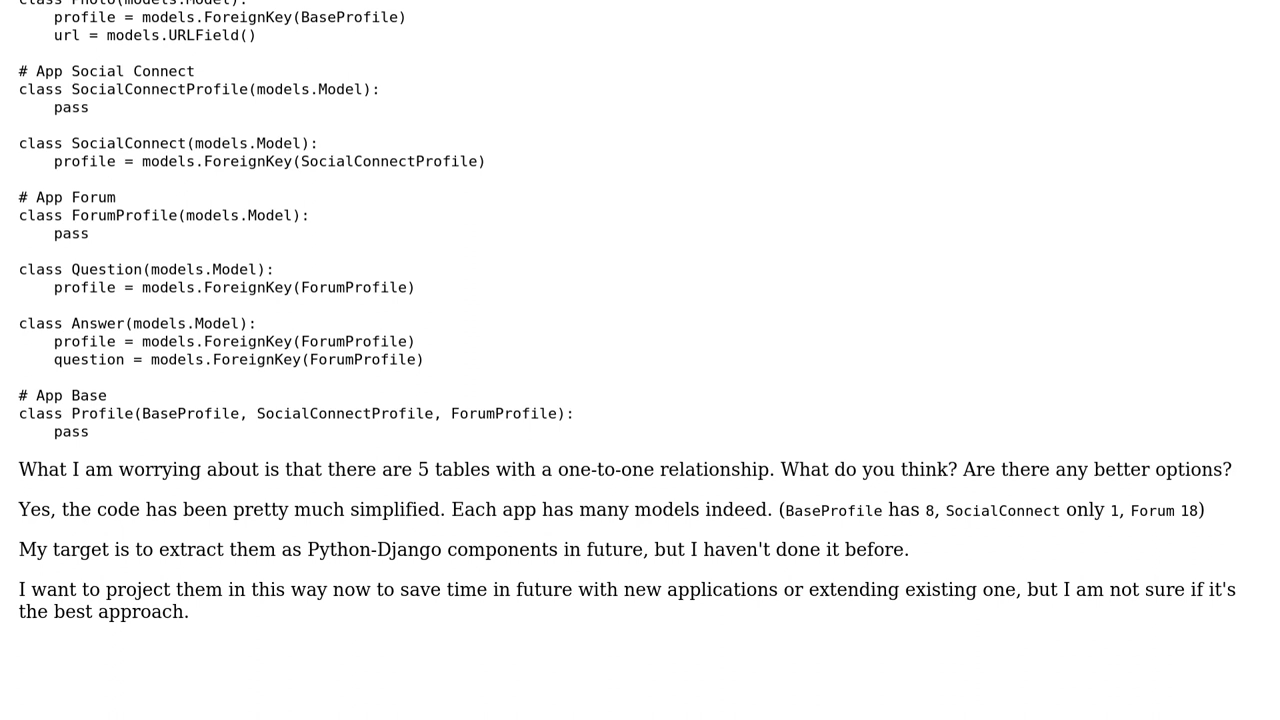 class Photo(models.Model):
    profile = models.ForeignKey(BaseProfile)
    url = models.URLField()

# App Social Connect
class SocialConnectProfile(models.Model):
    pass

class SocialConnect(models.Model):
    profile = models.ForeignKey(SocialConnectProfile)

# App Forum
class ForumProfile(models.Model):
    pass

class Question(models.Model):
    profile = models.ForeignKey(ForumProfile)

class Answer(models.Model):
    profile = models.ForeignKey(ForumProfile)
    question = models.ForeignKey(ForumProfile)

# App Base
class Profile(BaseProfile, SocialConnectProfile, ForumProfile):
    pass

What I am worrying about is that there are 5 tables with a one-to-one relationship. What do you think? Are there any better options?
Yes, the code has been pretty much simplified. Each app has many models indeed. (BaseProfile has 8, SocialConnect only 1, Forum 18)
My target is to extract them as Python-Django components in future, but I haven't done it before.
I want to project them in this way now to save time in future with new applications or extending existing one, but I am not sure if it's
the best approach.